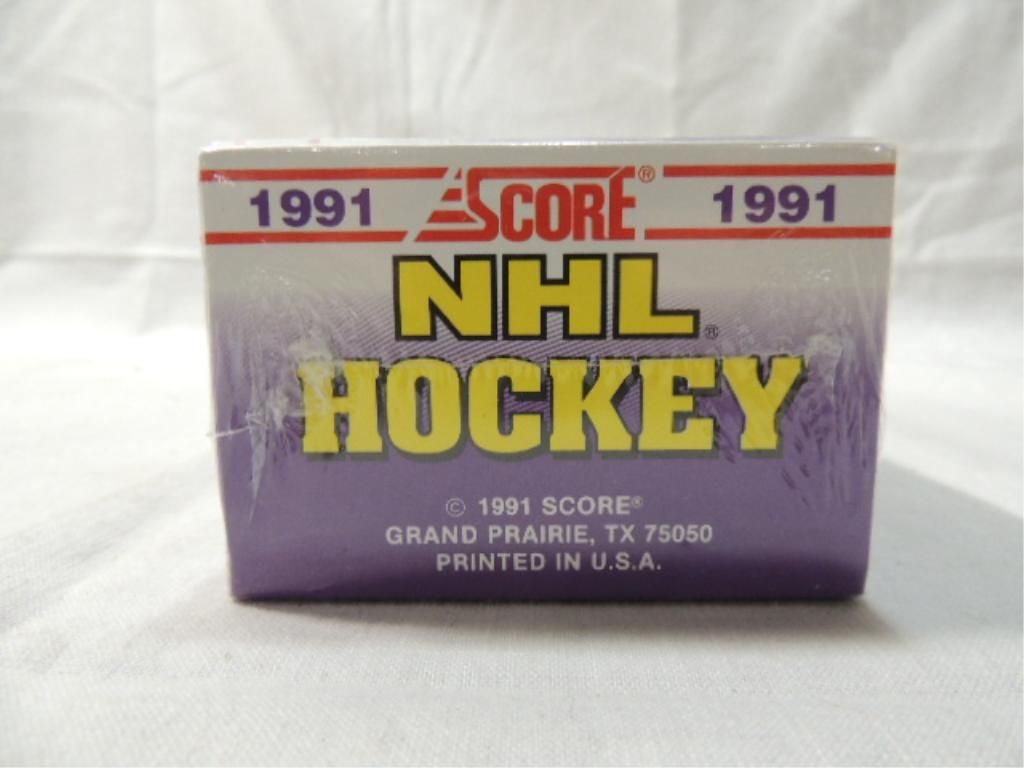 1991 SCORE® 1991
NHL®
HOCKEY
© 1991 SCORE®
GRAND PRAIRIE, TX 75050
PRINTED IN U.S.A.